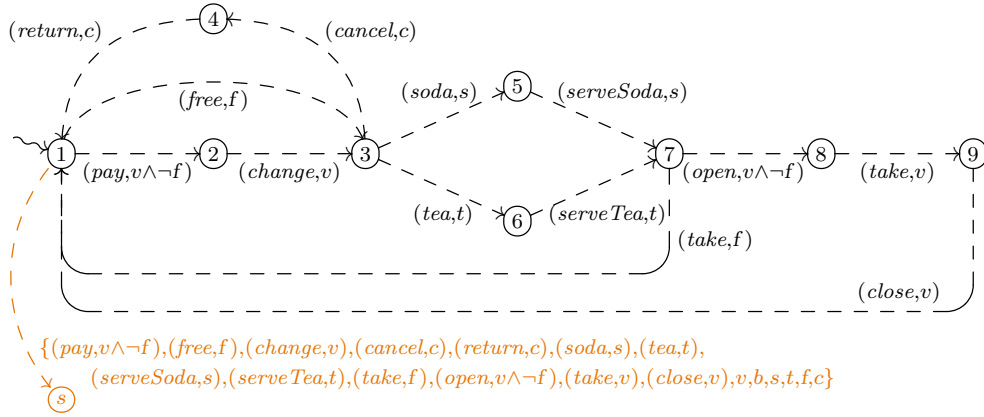 4
(return,c) (cancel,c)
(free,f)
(soda,s) 5 (serveSoda,s)
1 2 3 7 8 9
(pay,v∧¬f) (change,v) (open,v∧¬f) (take,v)
(tea,t) 6 (serveTea,t)
(take,f)
(close,v)
{(pay,v∧¬f),(free,f),(change,v),(cancel,c),(return,c),(soda,s),(tea,t),
(serveSoda,s),(serveTea,t),(take,f),(open,v∧¬f),(take,v),(close,v),v,b,s,t,f,c}
s